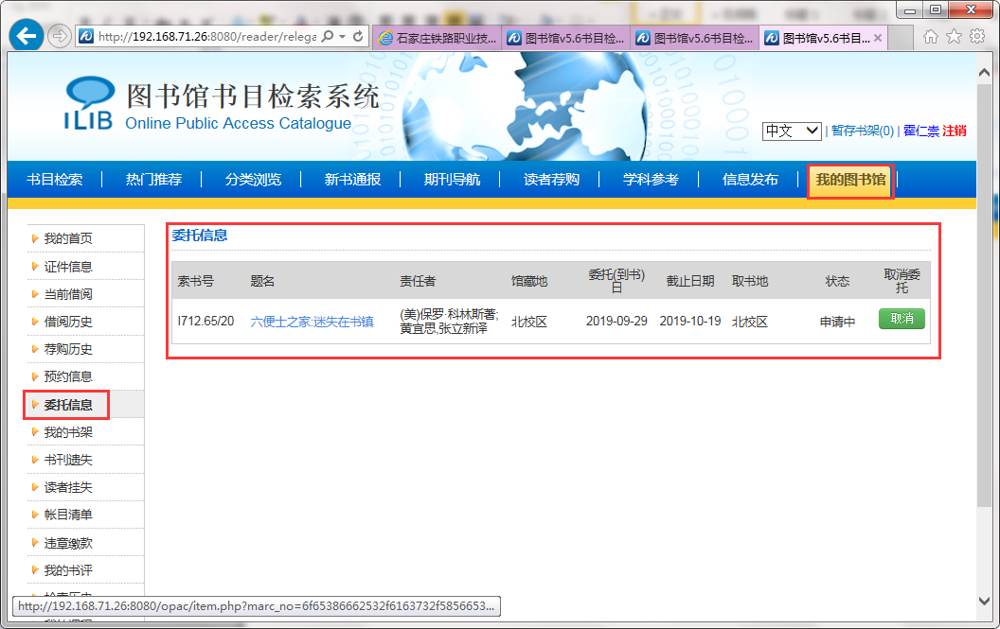 http://192.168.71.26:8080/reader/relega
石家庄铁路职业技...
图书馆v5.6书目检...
图书馆v5.6书目检...
图书馆v5.6书目...
ILIB
图书馆书目检索系统
Online Public Access Catalogue
中文 | 暂存书架(0) | 霍仁崇 注销
书目检索 热门推荐 分类浏览 新书通报 期刊导航 读者荐购 学科参考 信息发布 我的图书馆
我的首页
证件信息
当前借阅
借阅历史
荐购历史
预约信息
委托信息
我的书架
书刊遗失
读者挂失
帐目清单
违章缴款
我的书评
委托信息
索书号 题名 责任者 馆藏地 委托(到书)日 截止日期 取书地 状态 取消委托
I712.65/20 六便士之家:迷失在书镇 (美)保罗·科林斯著;黄宜思,张立新译 北校区 2019-09-29 2019-10-19 北校区 申请中 取消
http://192.168.71.26:8080/opac/item.php?marc_no=6f65386662532f6163732f5856653...